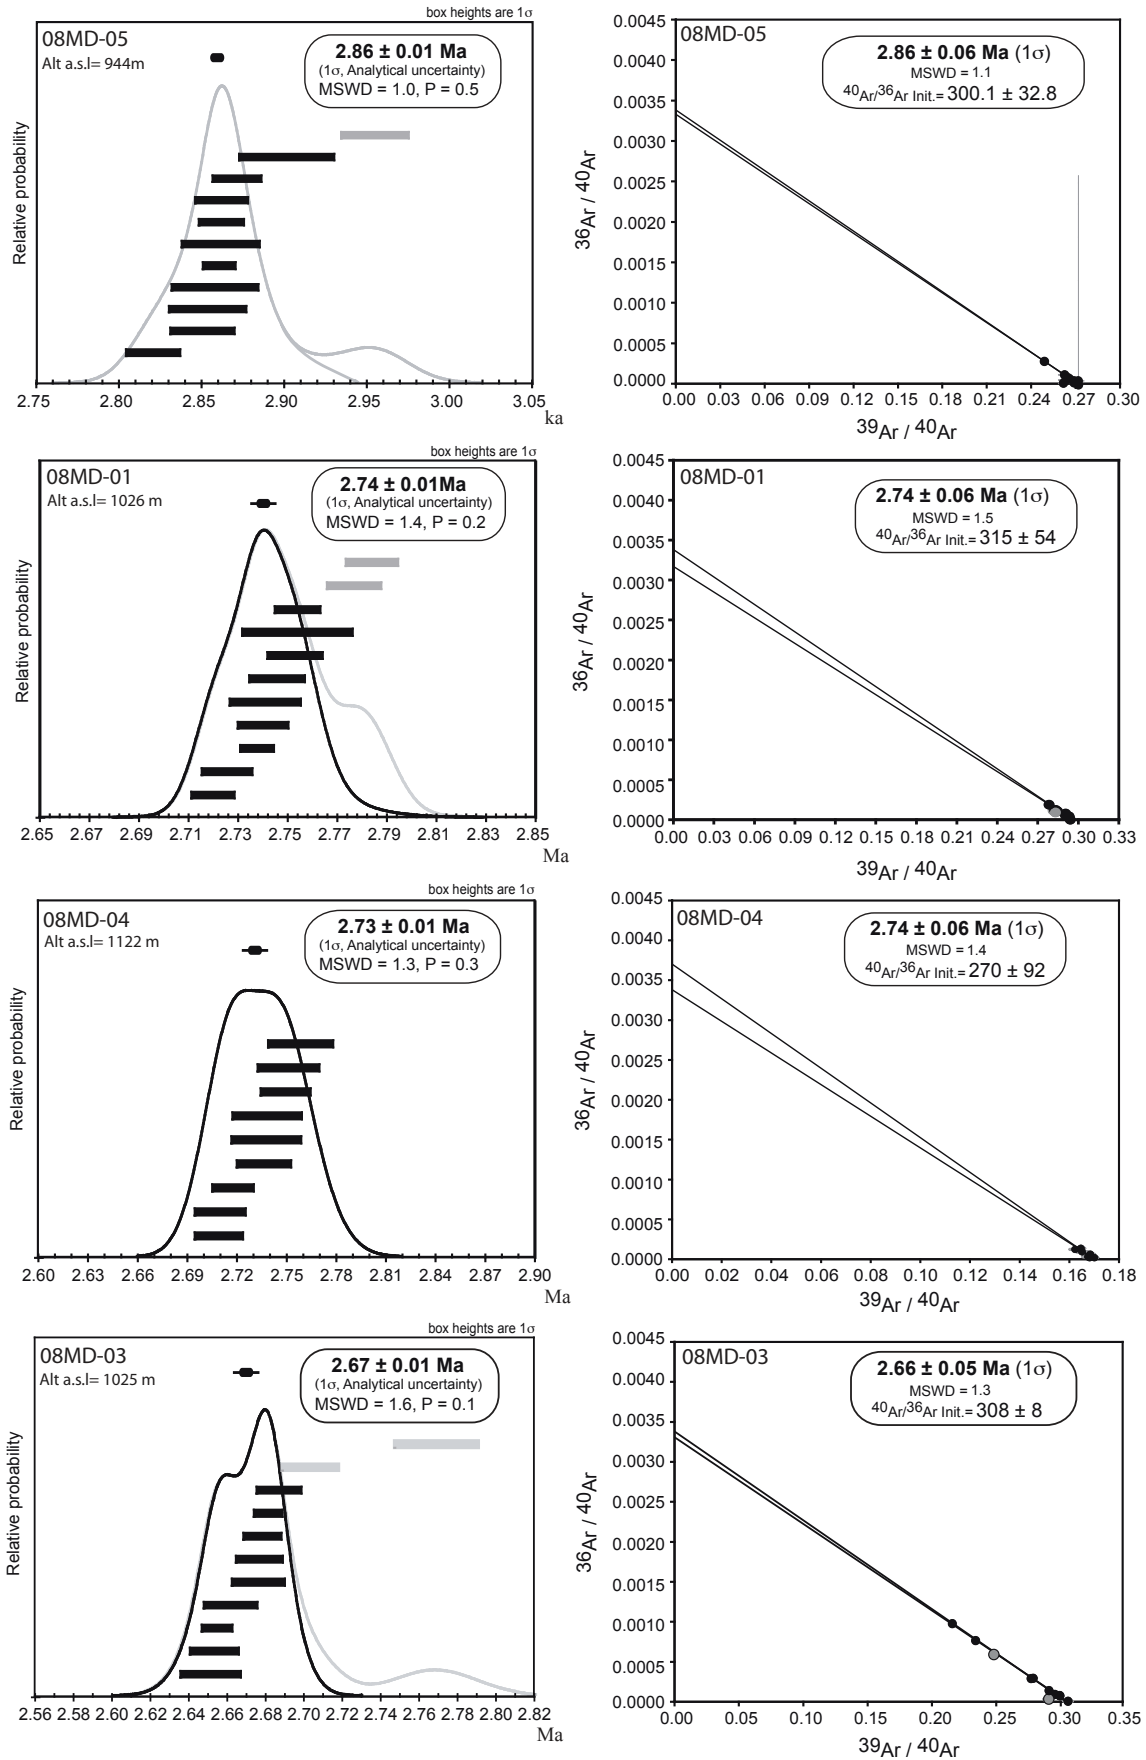 box heights are 1σ
08MD-05
Alt a.s.l= 944m
2.86 ± 0.01 Ma
(1σ, Analytical uncertainty)
MSWD = 1.0, P = 0.5
Relative probability
2.75 2.80 2.85 2.90 2.95 3.00 3.05
ka
08MD-05
2.86 ± 0.06 Ma (1σ)
MSWD = 1.1
40Ar/36Ar Init.= 300.1 ± 32.8
36Ar / 40Ar
0.0045
0.0040
0.0035
0.0030
0.0025
0.0020
0.0015
0.0010
0.0005
0.0000
0.00 0.03 0.06 0.09 0.12 0.15 0.18 0.21 0.24 0.27 0.30
39Ar / 40Ar
box heights are 1σ
08MD-01
Alt a.s.l= 1026 m
2.74 ± 0.01Ma
(1σ, Analytical uncertainty)
MSWD = 1.4, P = 0.2
Relative probability
2.65 2.67 2.69 2.71 2.73 2.75 2.77 2.79 2.81 2.83 2.85
Ma
08MD-01
2.74 ± 0.06 Ma (1σ)
MSWD = 1.5
40Ar/36Ar Init.= 315 ± 54
36Ar / 40Ar
0.0045
0.0040
0.0035
0.0030
0.0025
0.0020
0.0015
0.0010
0.0005
0.0000
0.00 0.03 0.06 0.09 0.12 0.15 0.18 0.21 0.24 0.27 0.30 0.33
39Ar / 40Ar
box heights are 1σ
08MD-04
Alt a.s.l= 1122 m
2.73 ± 0.01 Ma
(1σ, Analytical uncertainty)
MSWD = 1.3, P = 0.3
Relative probability
2.60 2.63 2.66 2.69 2.72 2.75 2.78 2.81 2.84 2.87 2.90
Ma
08MD-04
2.74 ± 0.06 Ma (1σ)
MSWD = 1.4
40Ar/36Ar Init.= 270 ± 92
36Ar / 40Ar
0.0045
0.0040
0.0035
0.0030
0.0025
0.0020
0.0015
0.0010
0.0005
0.0000
0.00 0.02 0.04 0.06 0.08 0.10 0.12 0.14 0.16 0.18
39Ar / 40Ar
box heights are 1σ
08MD-03
Alt a.s.l= 1025 m
2.67 ± 0.01 Ma
(1σ, Analytical uncertainty)
MSWD = 1.6, P = 0.1
Relative probability
2.56 2.58 2.60 2.62 2.64 2.66 2.68 2.70 2.72 2.74 2.76 2.78 2.80 2.82
Ma
08MD-03
2.66 ± 0.05 Ma (1σ)
MSWD = 1.3
40Ar/36Ar Init.= 308 ± 8
36Ar / 40Ar
0.0045
0.0040
0.0035
0.0030
0.0025
0.0020
0.0015
0.0010
0.0005
0.0000
0.00 0.05 0.10 0.15 0.20 0.25 0.30 0.35
39Ar / 40Ar